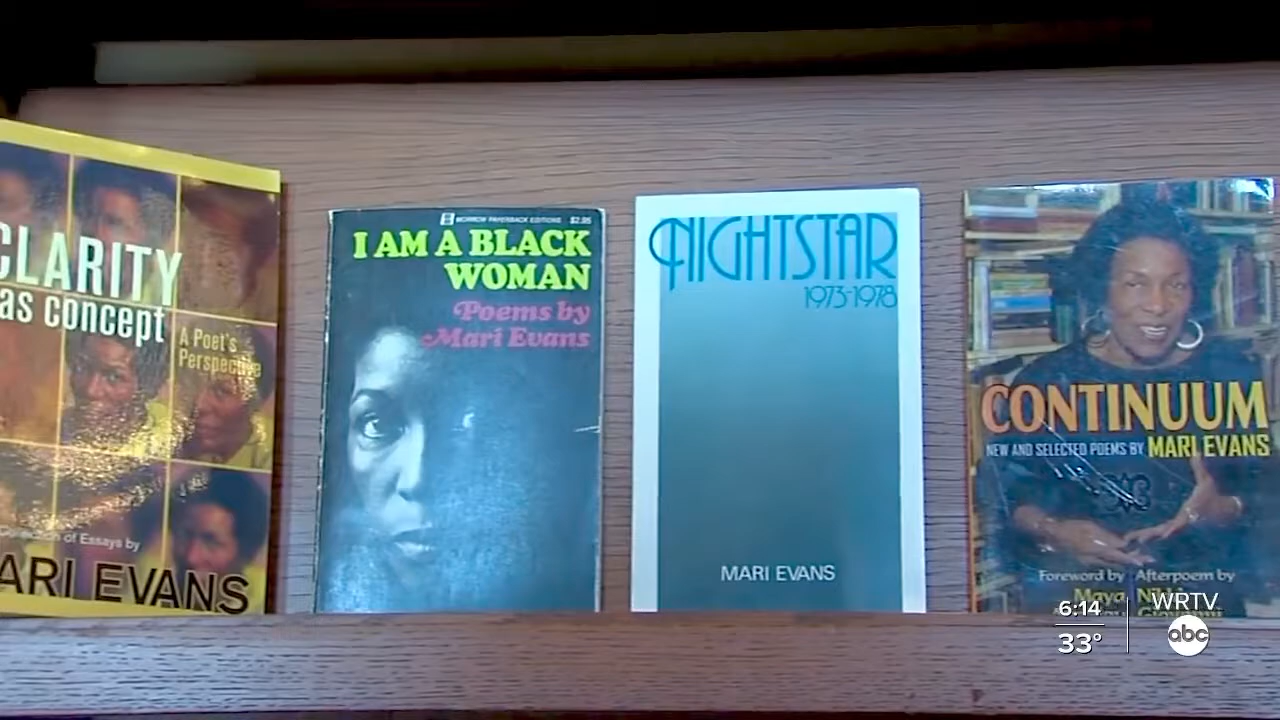 CLARITY
as concept
A Poet's
Perspective
Collection of Essays by
MARI EVANS
MORROW PAPERBACK EDITIONS $2.95
I AM A BLACK
WOMAN
Poems by
Mari Evans
NIGHTSTAR
1973-1978
MARI EVANS
CONTINUUM
NEW AND SELECTED POEMS BY MARI EVANS
Foreword by Afterpoem by
Maya
6:14
33°
WRTV
abc